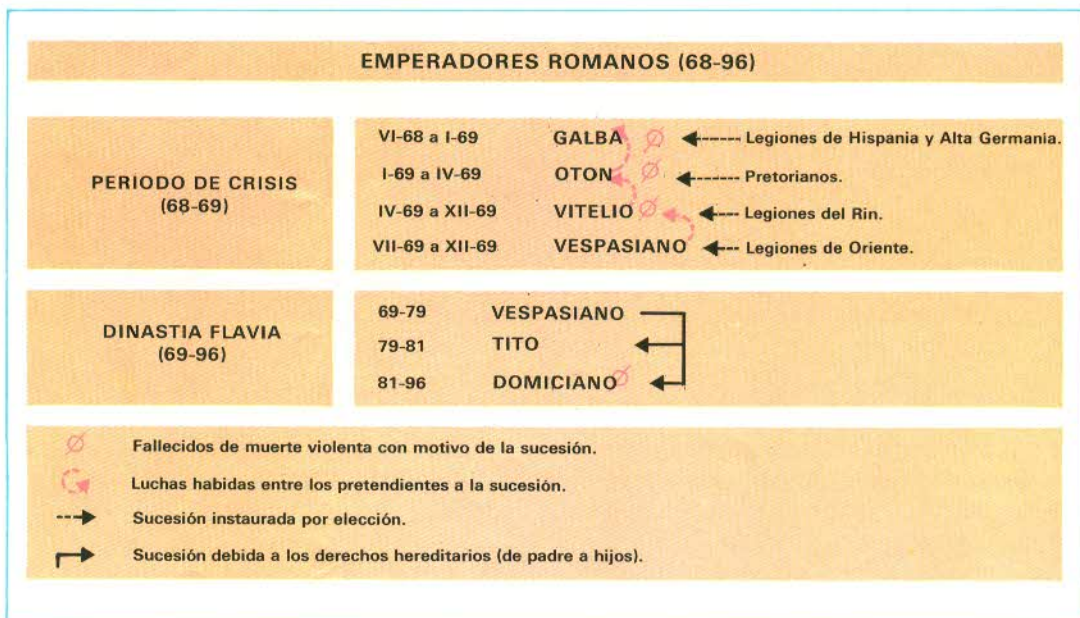 EMPERADORES ROMANOS (68-96)
PERIODO DE CRISIS
(68-69)
VI-68 a I-69 GALBA Legiones de Hispania y Alta Germania.
I-69 a IV-69 OTON Pretorianos.
IV-69 a XII-69 VITELIO Legiones del Rin.
VII-69 a XII-69 VESPASIANO Legiones de Oriente.
DINASTIA FLAVIA
(69-96)
69-79 VESPASIANO
79-81 TITO
81-96 DOMICIANO
Fallecidos de muerte violenta con motivo de la sucesión.
Luchas habidas entre los pretendientes a la sucesión.
Sucesión instaurada por elección.
Sucesión debida a los derechos hereditarios (de padre a hijos).